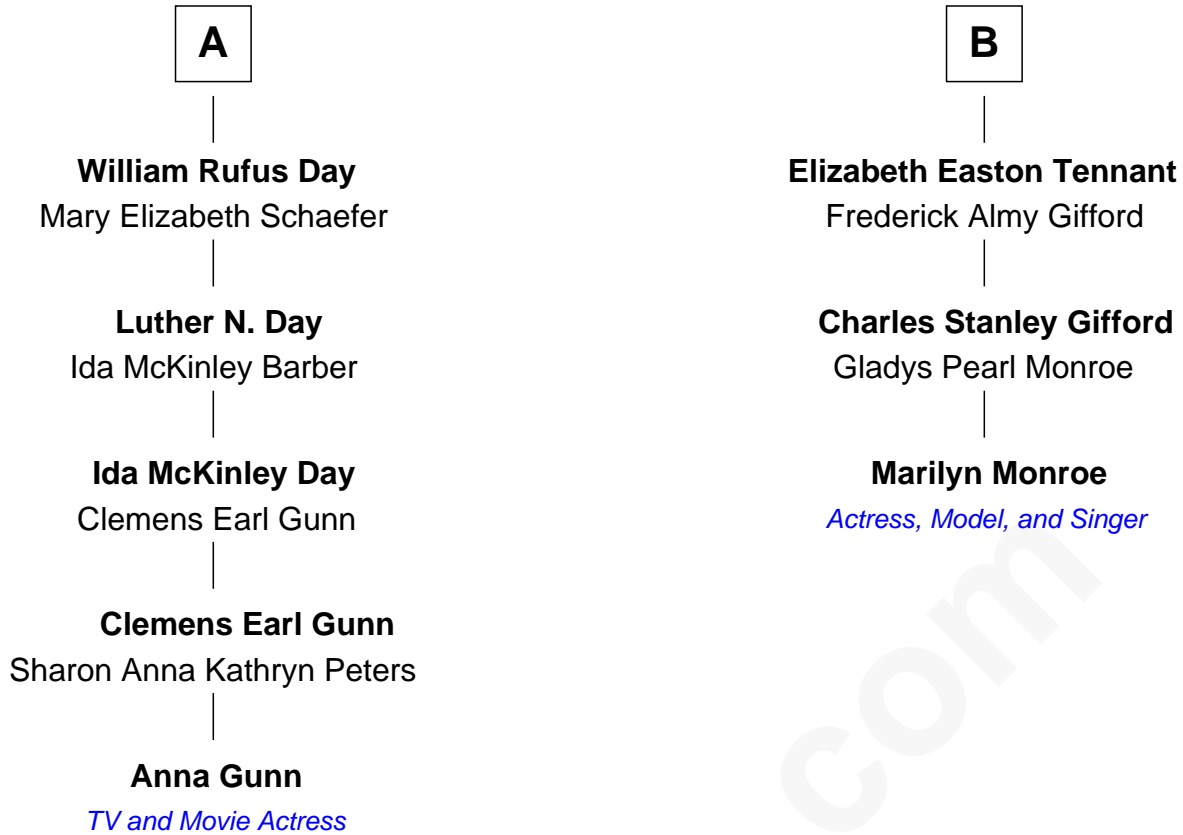 A
William Rufus Day
Mary Elizabeth Schaefer
Luther N. Day
Ida McKinley Barber
Ida McKinley Day
Clemens Earl Gunn
Clemens Earl Gunn
Sharon Anna Kathryn Peters
Anna Gunn
TV and Movie Actress
B
Elizabeth Easton Tennant
Frederick Almy Gifford
Charles Stanley Gifford
Gladys Pearl Monroe
Marilyn Monroe
Actress, Model, and Singer
com